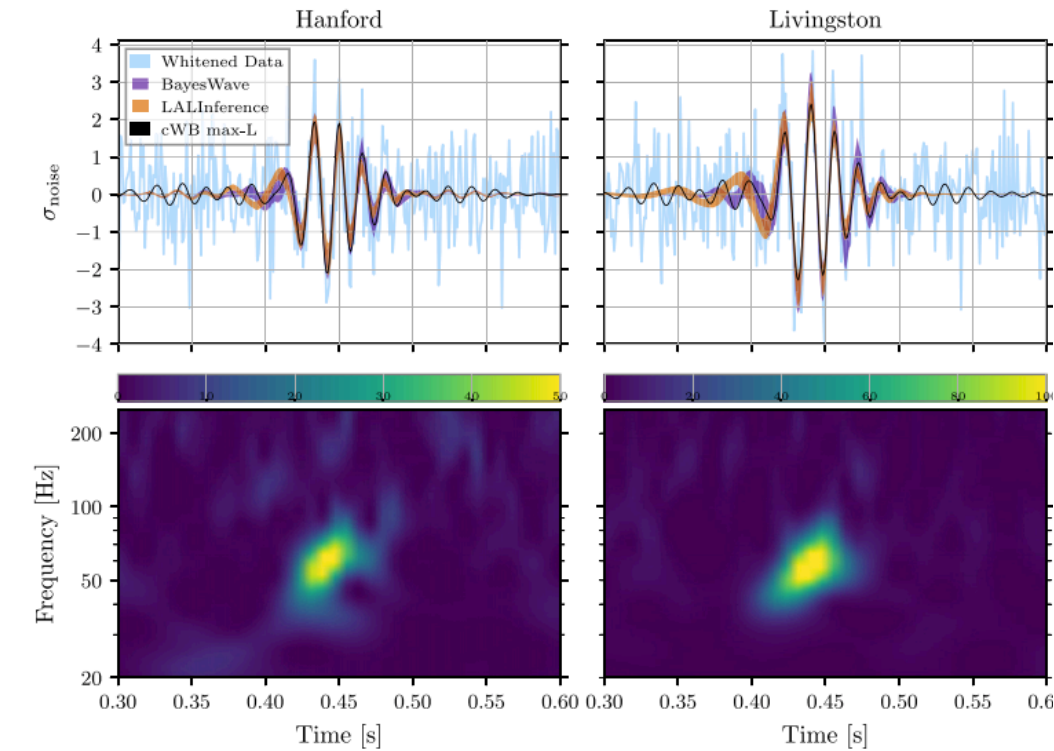 Hanford
Livingston
Whitened Data
BayesWave
LALInference
cWB max-L
4
3
2
1
0
−1
−2
−3
−4
σnoise
0 10 20 30 40 50
0 20 40 60 80 100
200
100
50
20
Frequency [Hz]
0.30 0.35 0.40 0.45 0.50 0.55 0.60
0.30 0.35 0.40 0.45 0.50 0.55 0.6
Time [s]
Time [s]